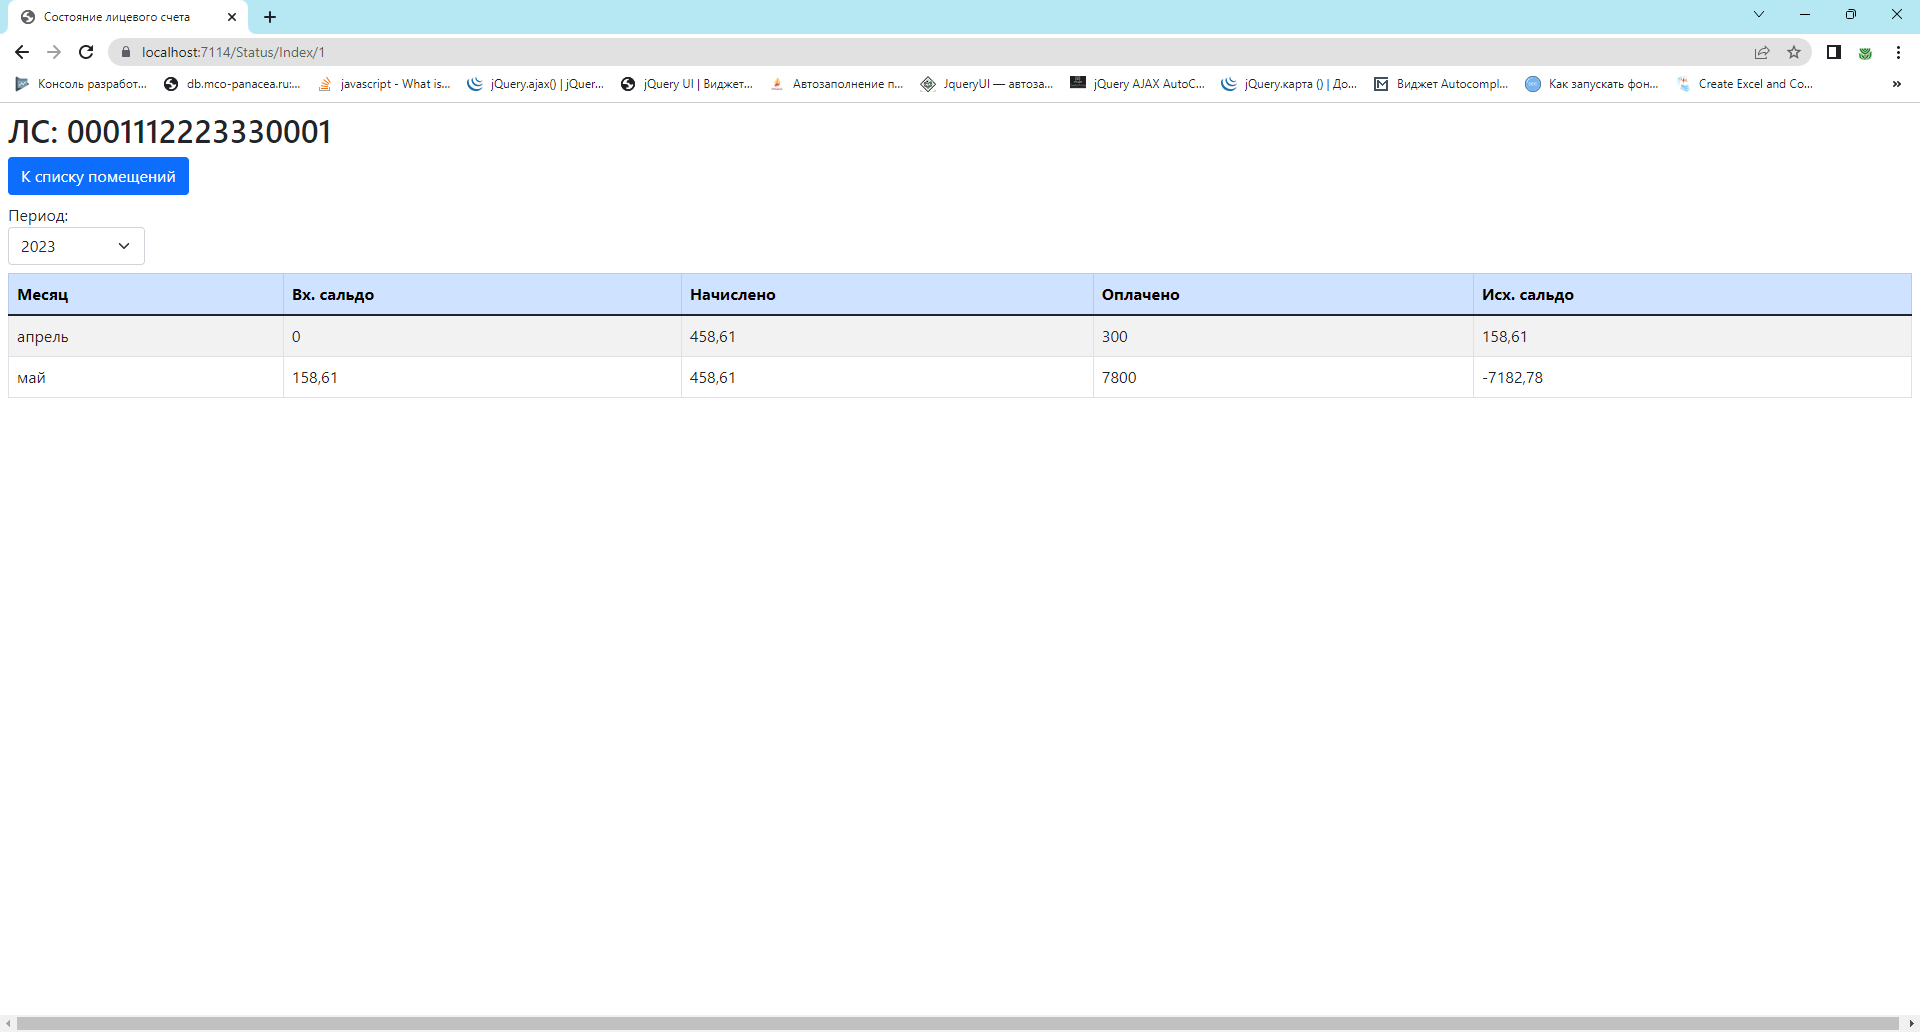 Состояние лицевого счета
localhost:7114/Status/Index/1
Консоль разработ... db.mco-panacea.ru:... javascript - What is... jQuery.ajax() | jQuer... jQuery UI | Виджет... Автозаполнение п... JqueryUI — автоза... jQuery AJAX AutoC... jQuery.карта () | До... Виджет Autocompl... Как запускать фон... Create Excel and Co... »
ЛС: 0001112223330001
К списку помещений
Период:
2023
Месяц Вх. сальдо Начислено Оплачено Исх. сальдо
апрель 0 458,61 300 158,61
май 158,61 458,61 7800 -7182,78